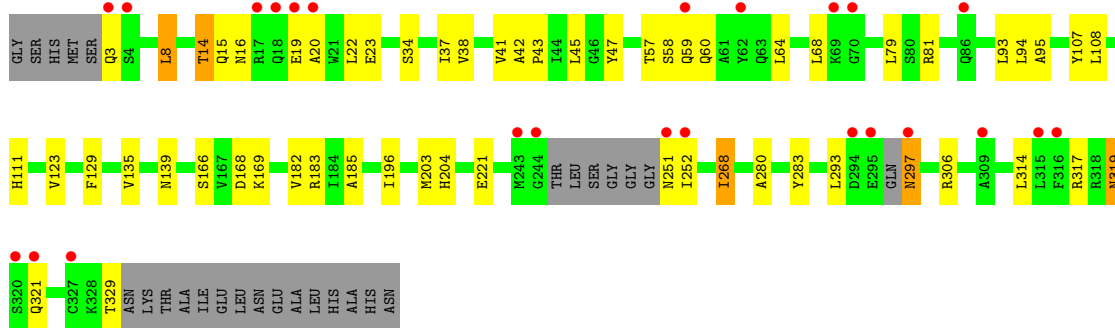 GLY SER HIS MET SER Q3 S4 L8 T14 Q15 N16 R17 Q18 E19 A20 W21 L22 E23 S34 I37 V38 V41 A42 P43 I44 L45 G46 Y47 T57 S58 Q59 Q60 A61 Y62 Q63 L64 L68 K69 G70 L79 S80 R81 Q86 L93 L94 A95 Y107 L108
H111 V123 F129 V135 N139 S166 V167 D168 K169 V182 R183 I184 A185 I196 M203 H204 E221 M243 G244 THR LEU SER GLY GLY GLY N251 I252 I268 A280 Y283 L293 D294 E295 GLN N297 R306 A309 L314 L315 F316 R317 R318 N319
S320 Q321 C327 K328 T329 ASN LYS THR ALA ILE GLU LEU ASN GLU ALA LEU HIS ALA HIS ASN